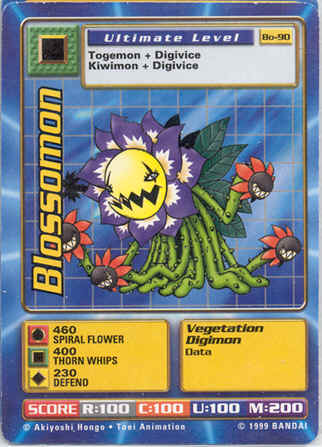 Ultimate Level
Bo-90
Togemon + Digivice
Kiwimon + Digivice
Blossomon
460
SPIRAL FLOWER
400
THORN WHIPS
230
DEFEND
Vegetation
Digimon
Data
SCORE R:100 C:100 U:100 M:200
© Akiyoshi Hongo • Toei Animation © 1999 BANDAI